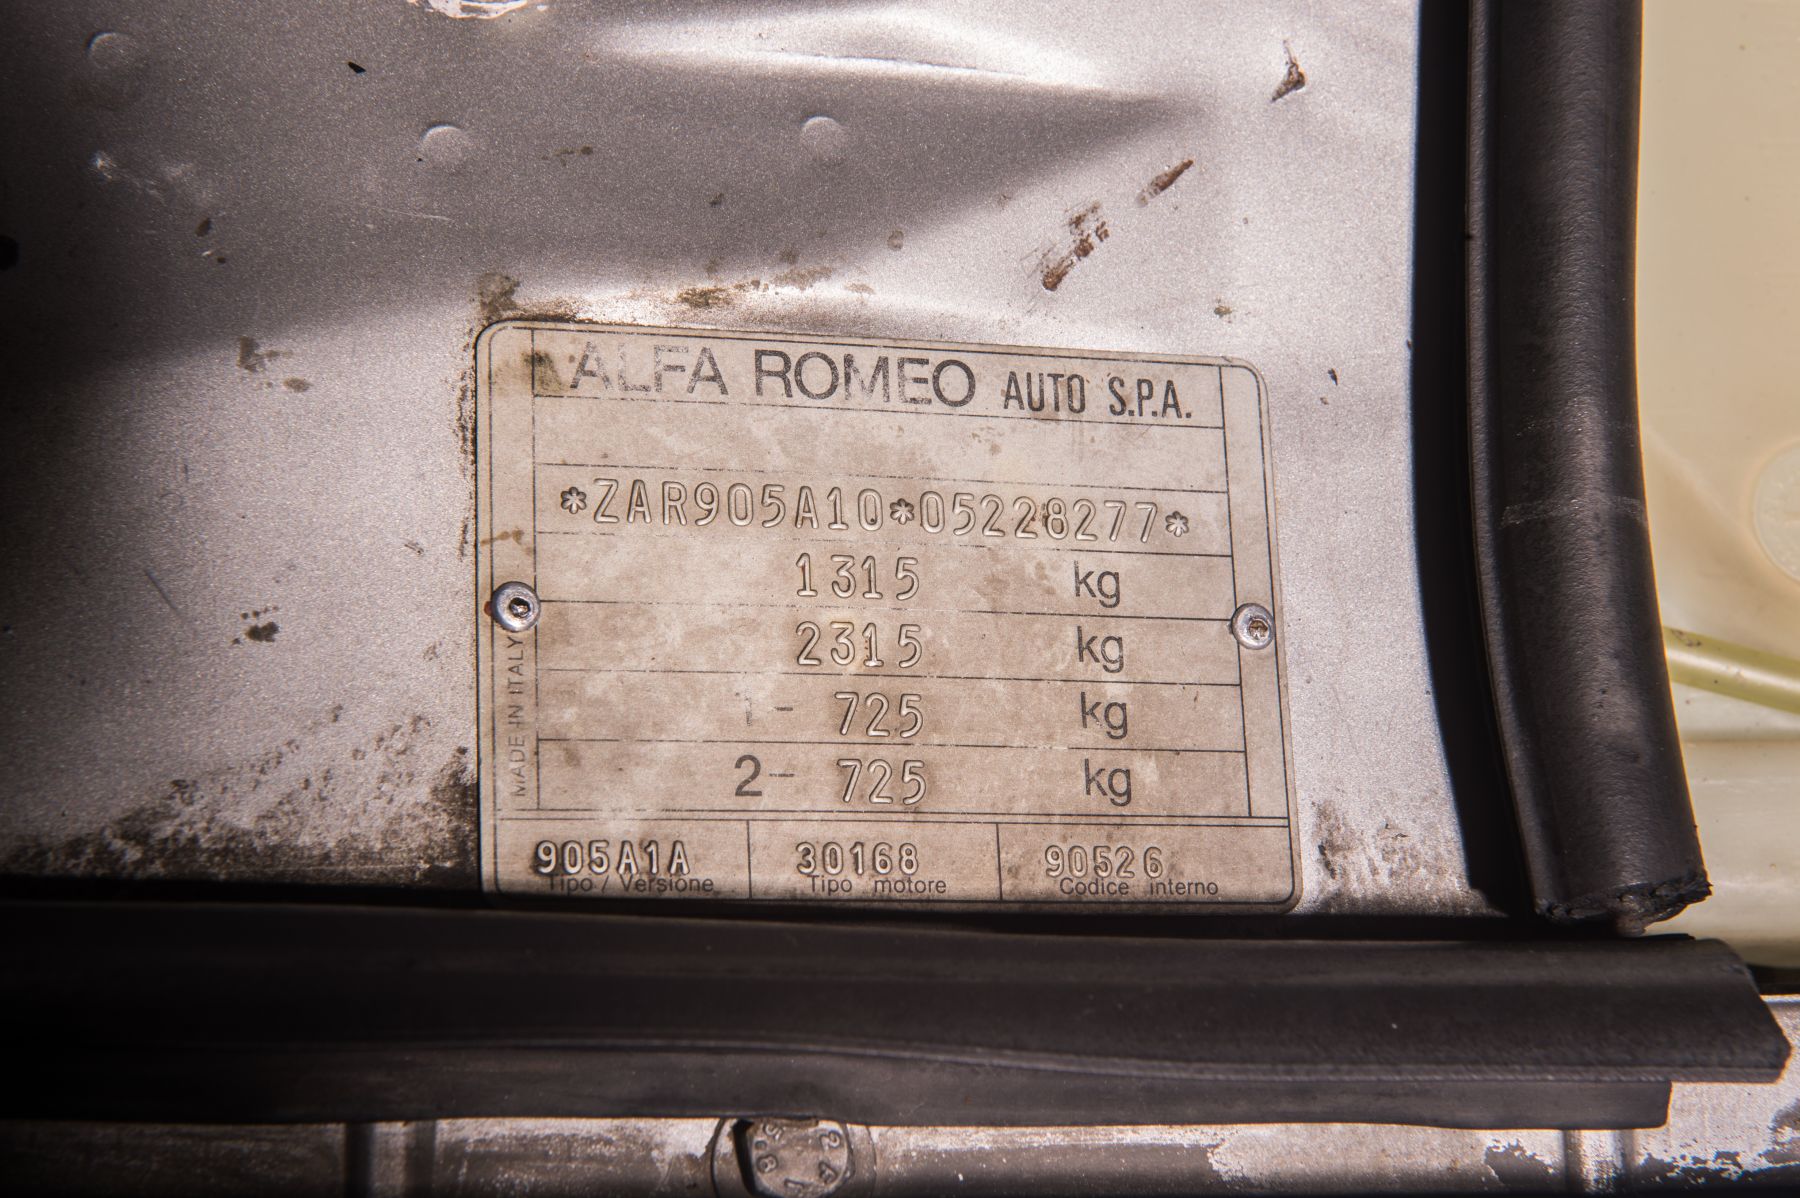 ALFA ROMEO AUTO S.P.A.
*ZAR905A10*05228277*
1315 kg
2315 kg
1- 725 kg
2- 725 kg
MADE IN ITALY
905A1A 30168 90526
Tipo / Versione Tipo motore Codice interno